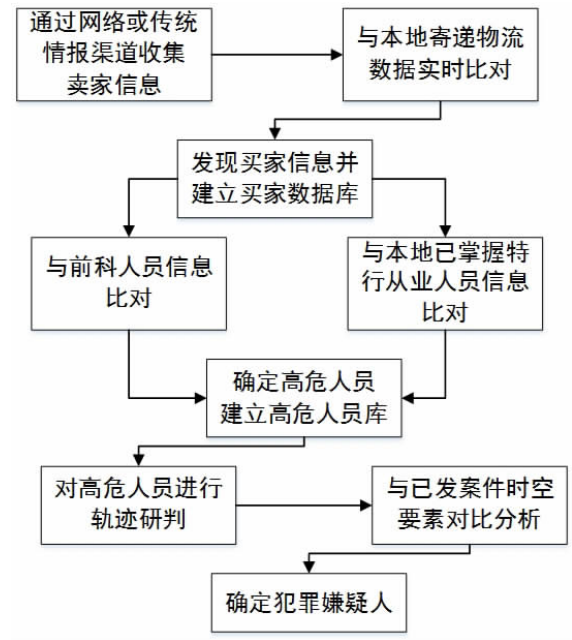 通过网络或传统
情报渠道收集
卖家信息
与本地寄递物流
数据实时比对
发现买家信息并
建立买家数据库
与前科人员信息
比对
与本地已掌握特
行从业人员信息
比对
确定高危人员
建立高危人员库
对高危人员进行
轨迹研判
与已发案件时空
要素对比分析
确定犯罪嫌疑人